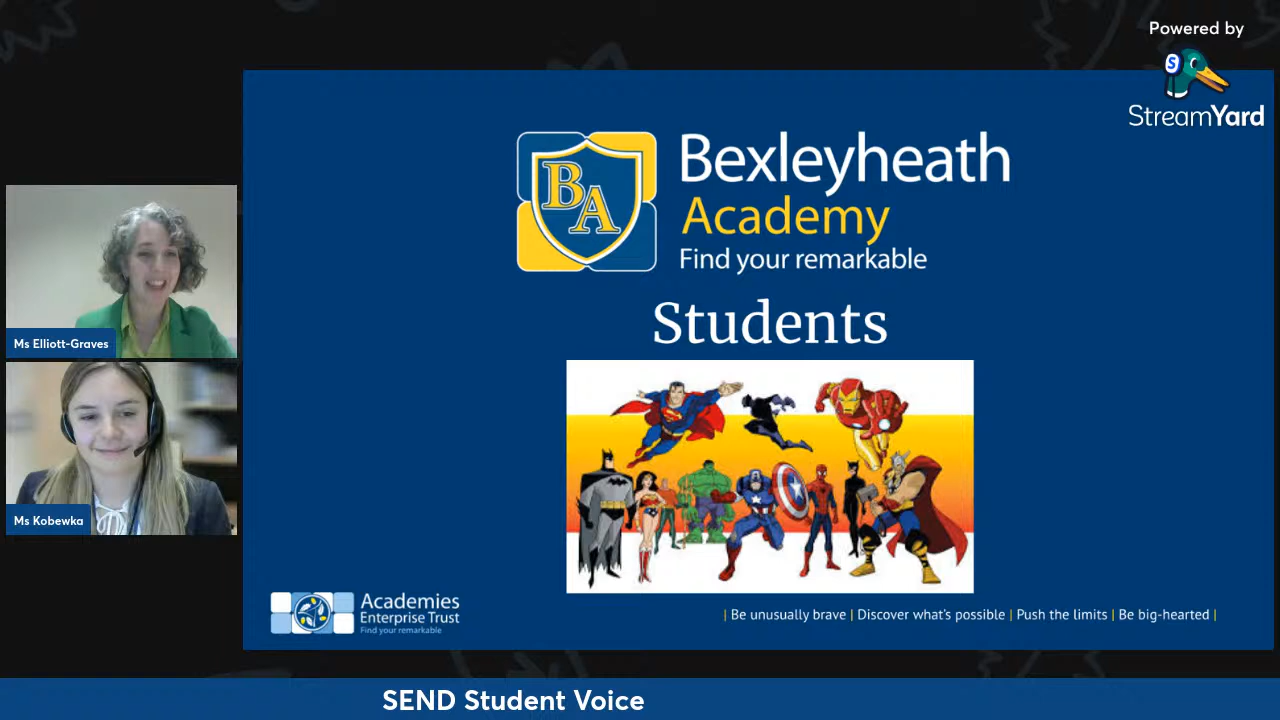 Powered by
S
StreamYard
BA
Bexleyheath
Academy
Find your remarkable
Students
Ms Elliott-Graves
Ms Kobewka
Academies
Enterprise Trust
Find your remarkable
| Be unusually brave | Discover what's possible | Push the limits | Be big-hearted |
SEND Student Voice